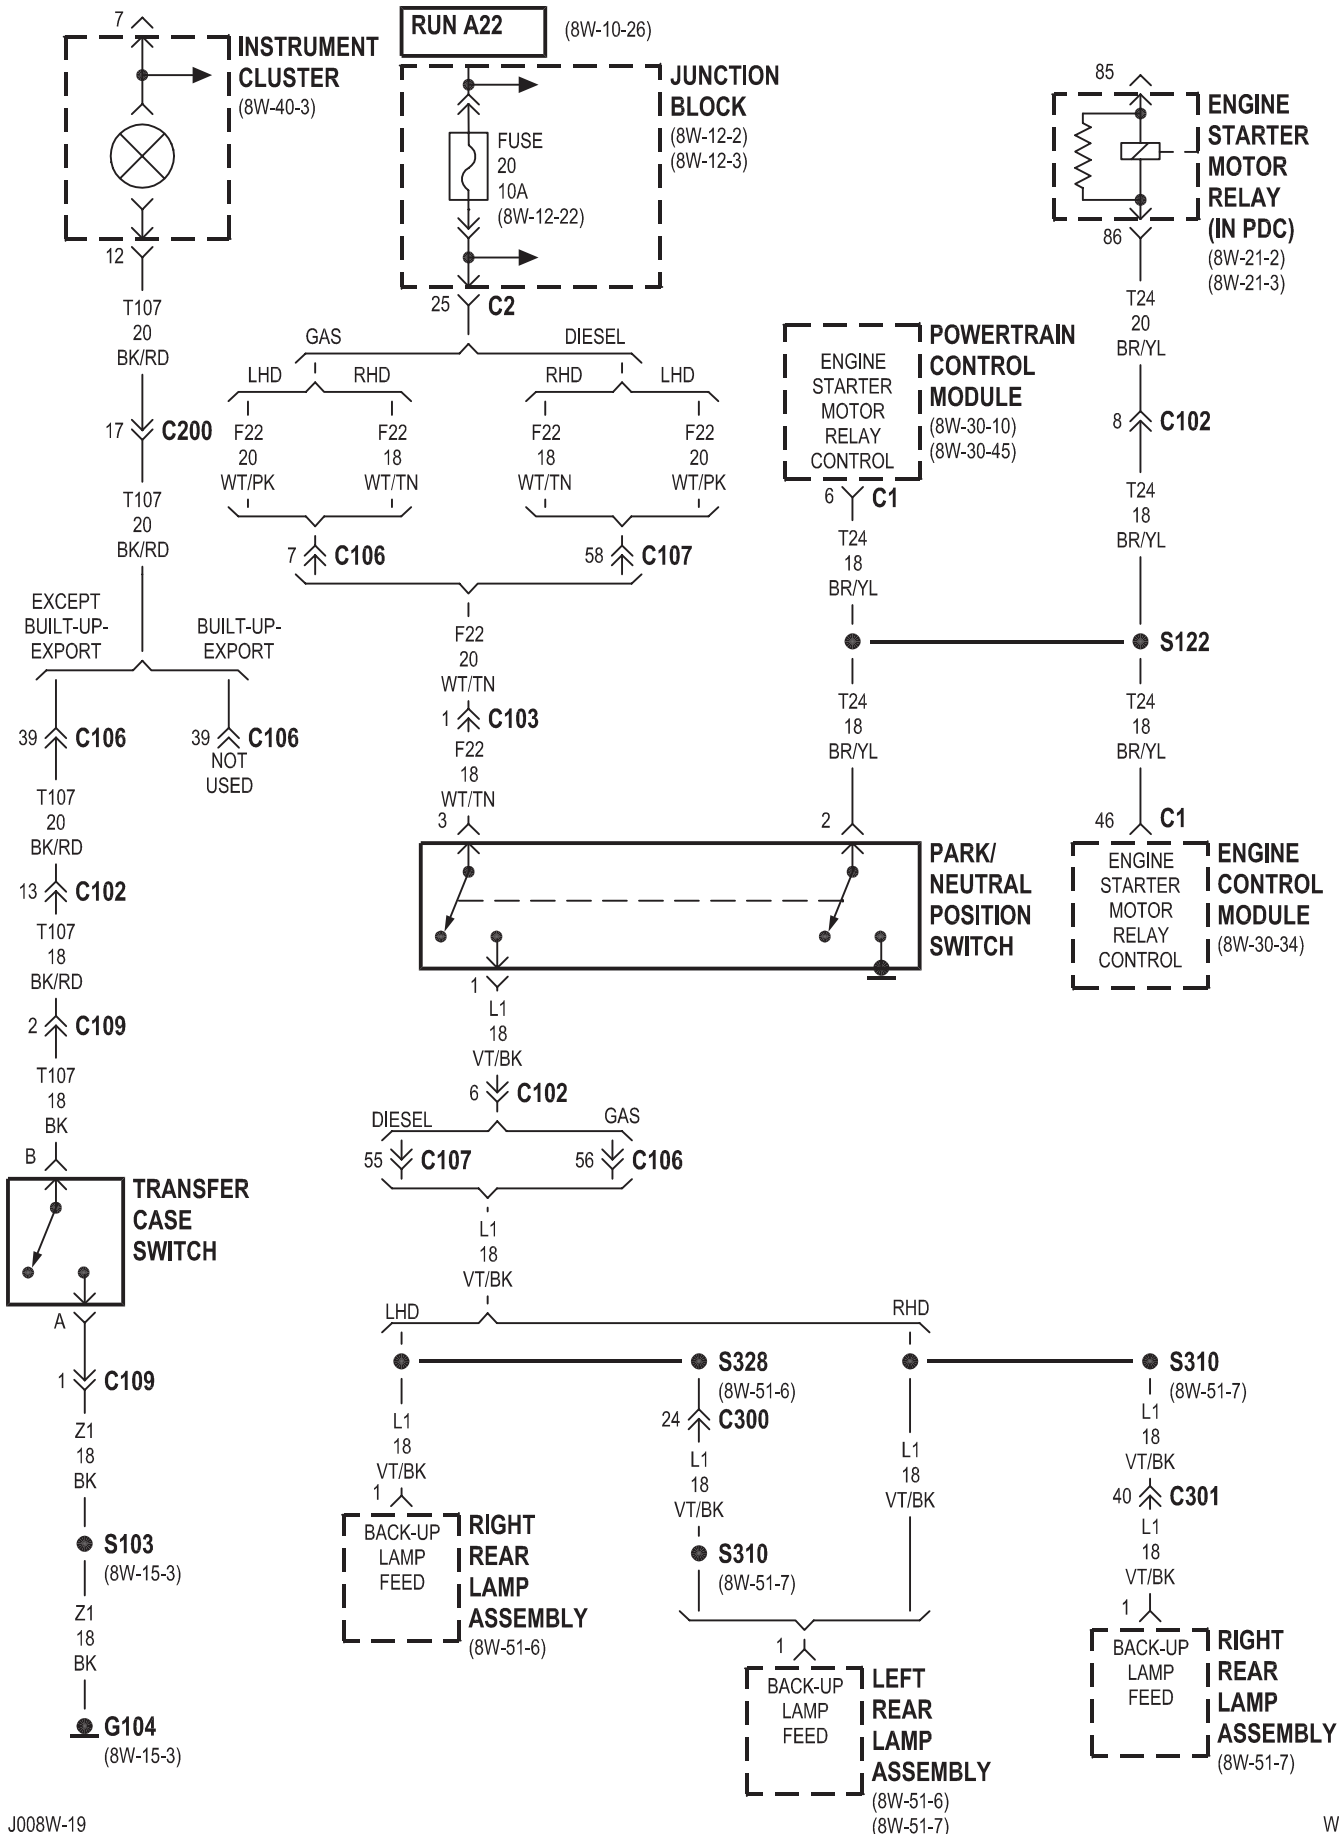 7
INSTRUMENT
CLUSTER
(8W-40-3)
12
T107
20
BK/RD
17
C200
T107
20
BK/RD
EXCEPT
BUILT-UP-
EXPORT
BUILT-UP-
EXPORT
39
C106
39
C106
NOT
USED
T107
20
BK/RD
13
C102
T107
18
BK/RD
2
C109
T107
18
BK
B
TRANSFER
CASE
SWITCH
A
1
C109
Z1
18
BK
S103
(8W-15-3)
Z1
18
BK
G104
(8W-15-3)
RUN A22
(8W-10-26)
JUNCTION
BLOCK
(8W-12-2)
(8W-12-3)
FUSE
20
10A
(8W-12-22)
25
C2
GAS
DIESEL
LHD
RHD
RHD
LHD
F22
20
WT/PK
F22
18
WT/TN
F22
18
WT/TN
F22
20
WT/PK
7
C106
58
C107
F22
20
WT/TN
1
C103
F22
18
WT/TN
3
2
PARK/
NEUTRAL
POSITION
SWITCH
1
L1
18
VT/BK
6
C102
DIESEL
GAS
55
C107
56
C106
L1
18
VT/BK
LHD
RHD
S328
(8W-51-6)
S310
(8W-51-7)
L1
18
VT/BK
1
BACK-UP
LAMP
FEED
RIGHT
REAR
LAMP
ASSEMBLY
(8W-51-6)
24
C300
L1
18
VT/BK
S310
(8W-51-7)
L1
18
VT/BK
1
BACK-UP
LAMP
FEED
LEFT
REAR
LAMP
ASSEMBLY
(8W-51-6)
(8W-51-7)
L1
18
VT/BK
40
C301
L1
18
VT/BK
1
BACK-UP
LAMP
FEED
RIGHT
REAR
LAMP
ASSEMBLY
(8W-51-7)
ENGINE
STARTER
MOTOR
RELAY
CONTROL
POWERTRAIN
CONTROL
MODULE
(8W-30-10)
(8W-30-45)
6
C1
T24
18
BR/YL
T24
18
BR/YL
85
ENGINE
STARTER
MOTOR
RELAY
(IN PDC)
(8W-21-2)
(8W-21-3)
86
T24
20
BR/YL
8
C102
T24
18
BR/YL
S122
T24
18
BR/YL
46
C1
ENGINE
STARTER
MOTOR
RELAY
CONTROL
ENGINE
CONTROL
MODULE
(8W-30-34)
J008W-19
W